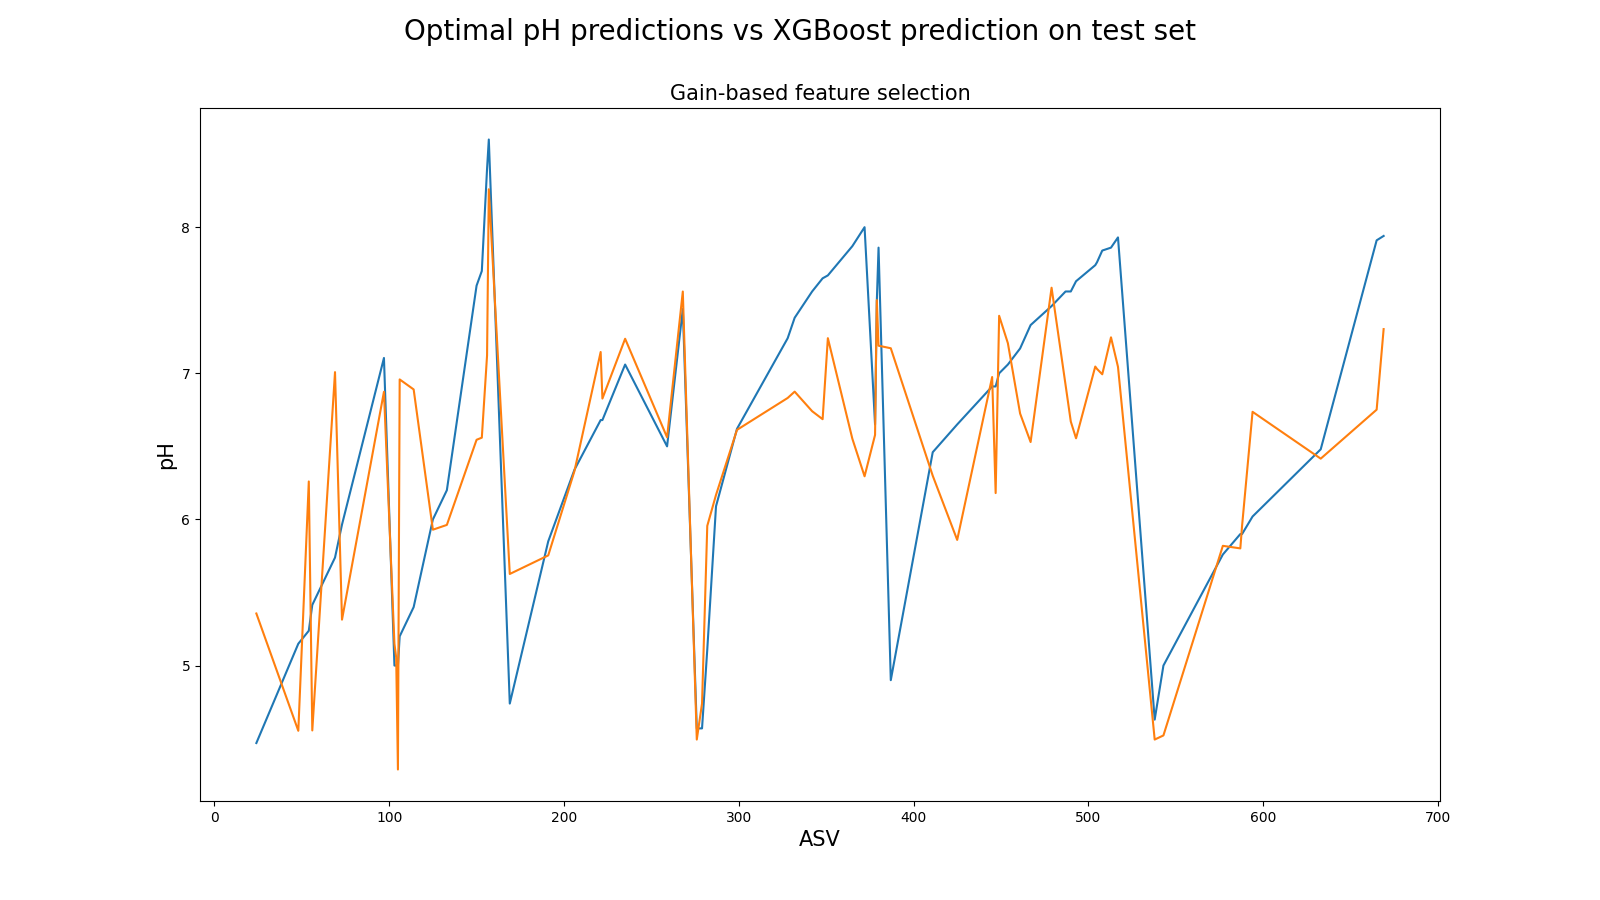 Optimal pH predictions vs XGBoost prediction on test set
Gain-based feature selection
8
7
6
5
pH
0 100 200 300 400 500 600 700
ASV